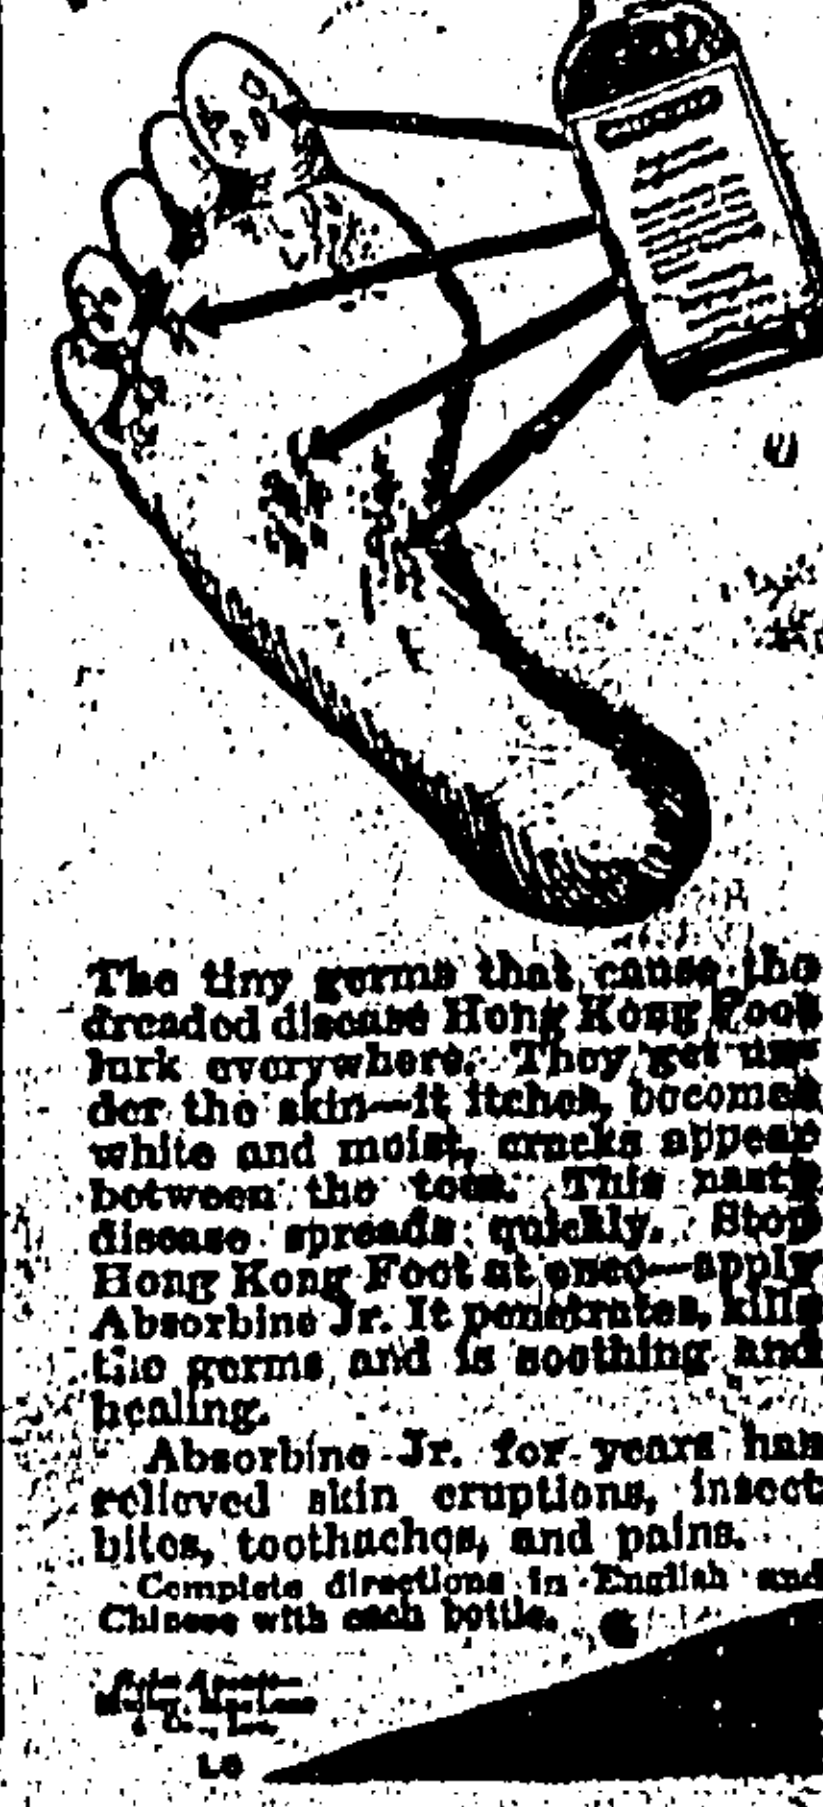 The tiny germs that cause the
dreaded disease Hong Kong Foot
lurk everywhere. They get un-
der the skin—it itches, becomes
white and moist, cracks appear
between the toes. This nasty
disease spreads quickly. Stop
Hong Kong Foot at once—apply
Absorbine Jr. It penetrates, kills
the germs and is soothing and
healing.
Absorbine Jr. for years has
relieved skin eruptions, insect
bites, toothaches, and pains.
Complete directions in English and
Chinese with each bottle.